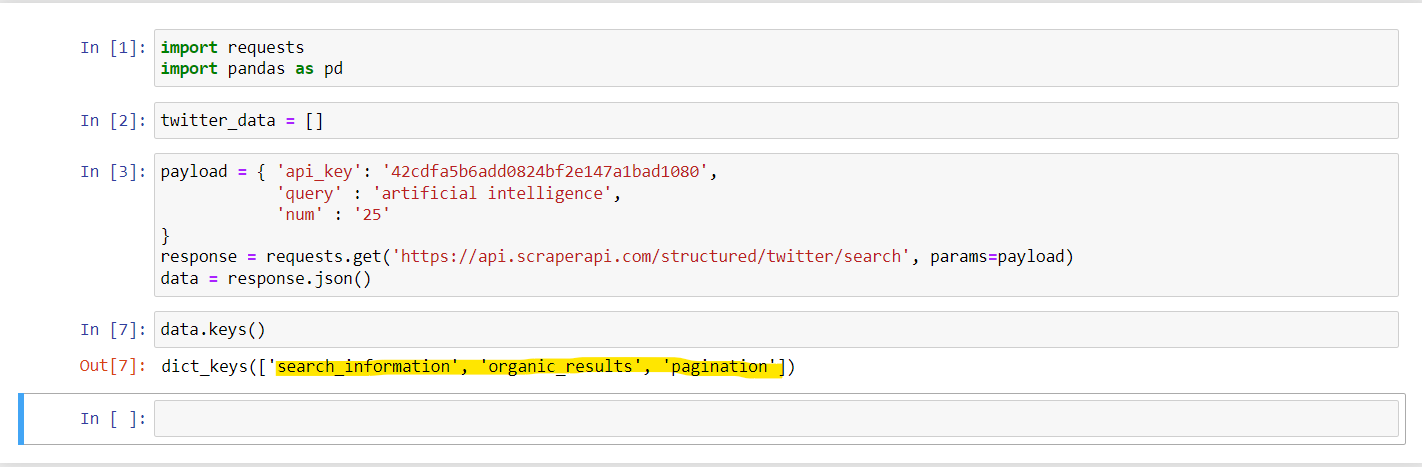 In [1]: import requests
import pandas as pd
In [2]: twitter_data = []
In [3]: payload = { 'api_key': '42cdfa5b6add0824bf2e147a1bad1080',
'query' : 'artificial intelligence',
'num' : '25'
}
response = requests.get('https://api.scraperapi.com/structured/twitter/search', params=payload)
data = response.json()
In [7]: data.keys()
Out[7]: dict_keys(['search_information', 'organic_results', 'pagination'])
In [ ]: